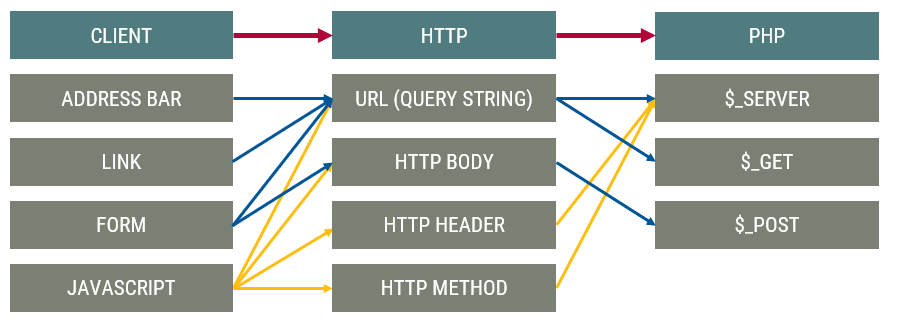 CLIENT
HTTP
PHP
ADDRESS BAR
URL (QUERY STRING)
$_SERVER
LINK
HTTP BODY
$_GET
FORM
HTTP HEADER
$_POST
JAVASCRIPT
HTTP METHOD